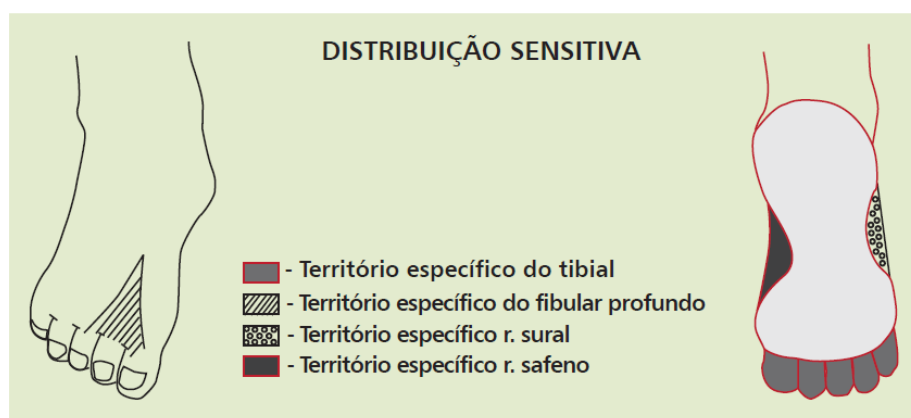 DISTRIBUIÇÃO SENSITIVA
- Território específico do tibial
- Território específico do fibular profundo
- Território específico r. sural
- Território específico r. safeno